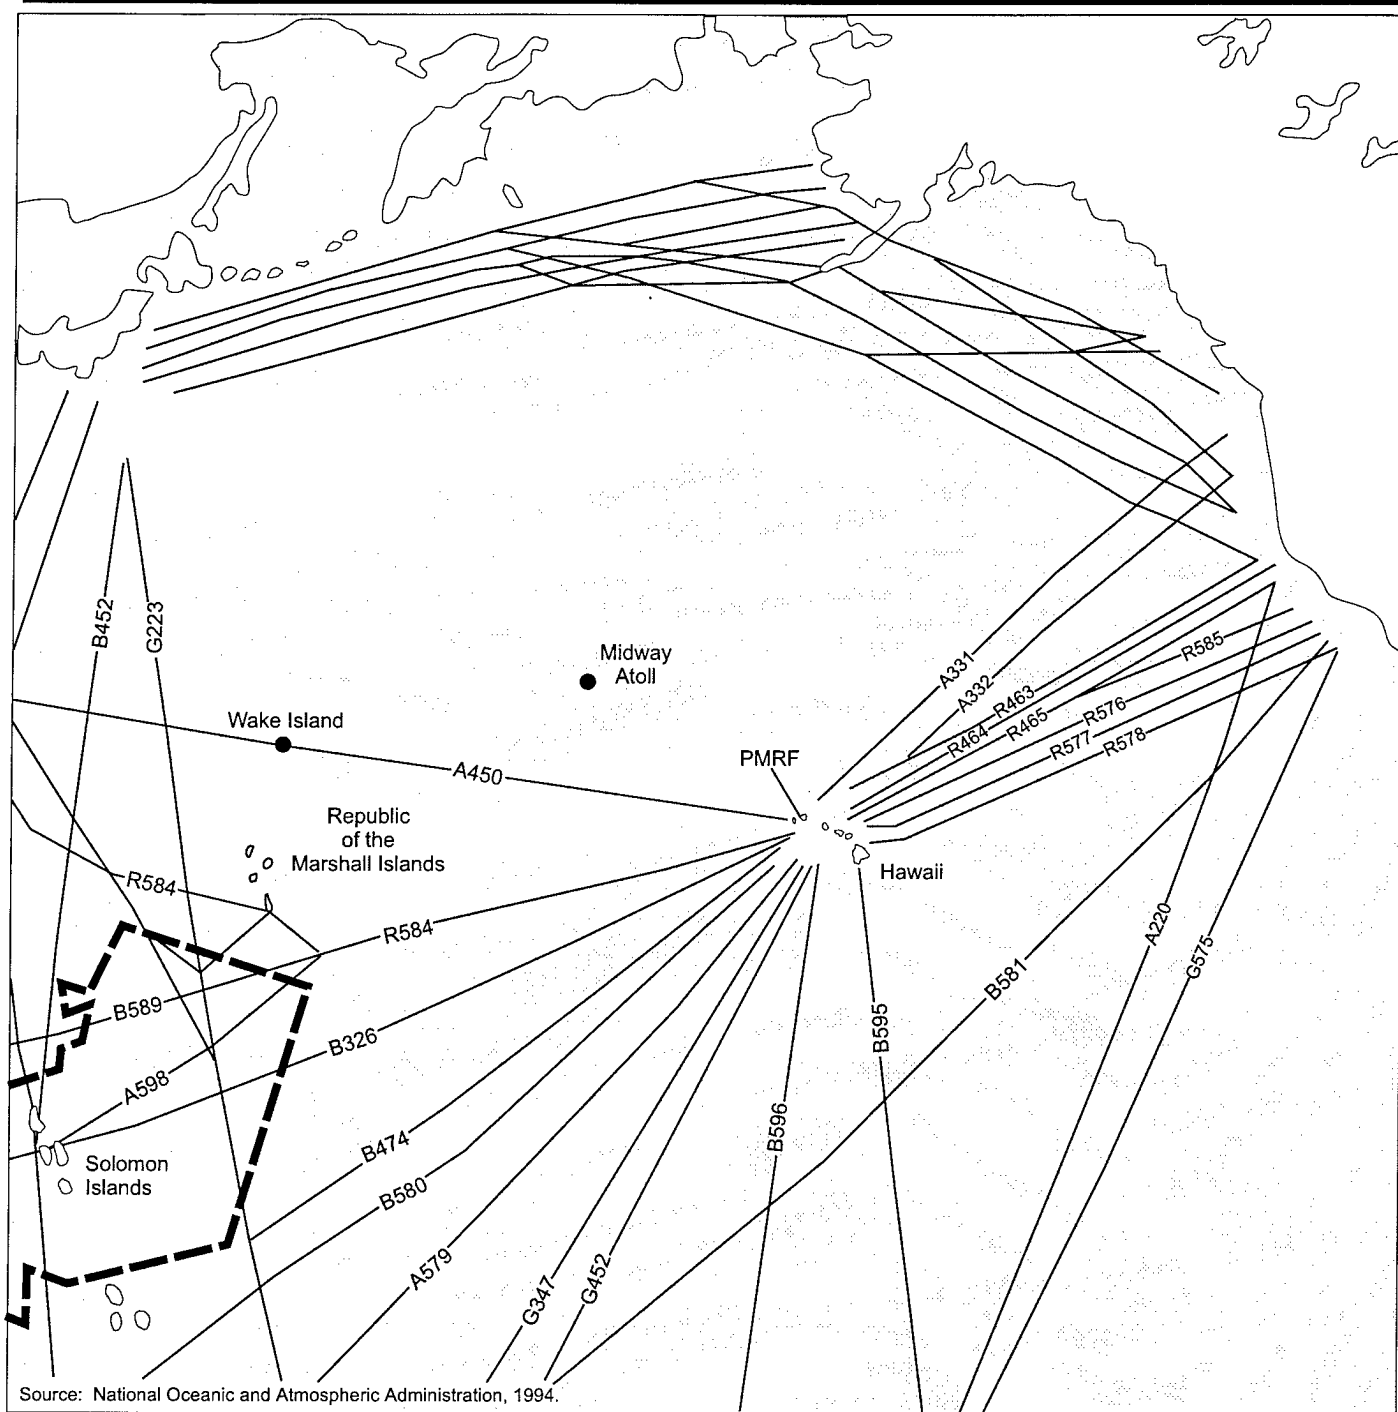 B452
G223
Midway
Atoll
Wake Island
A450
PMRF
A331
A332
R463
R464
R465
R585
R576
R577
R578
Republic
of the
Marshall Islands
Hawaii
R584
R584
B589
B326
A598
A220
G575
B581
B595
B596
Solomon
Islands
B474
B580
A579
G347
G452
Source: National Oceanic and Atmospheric Administration, 1994.